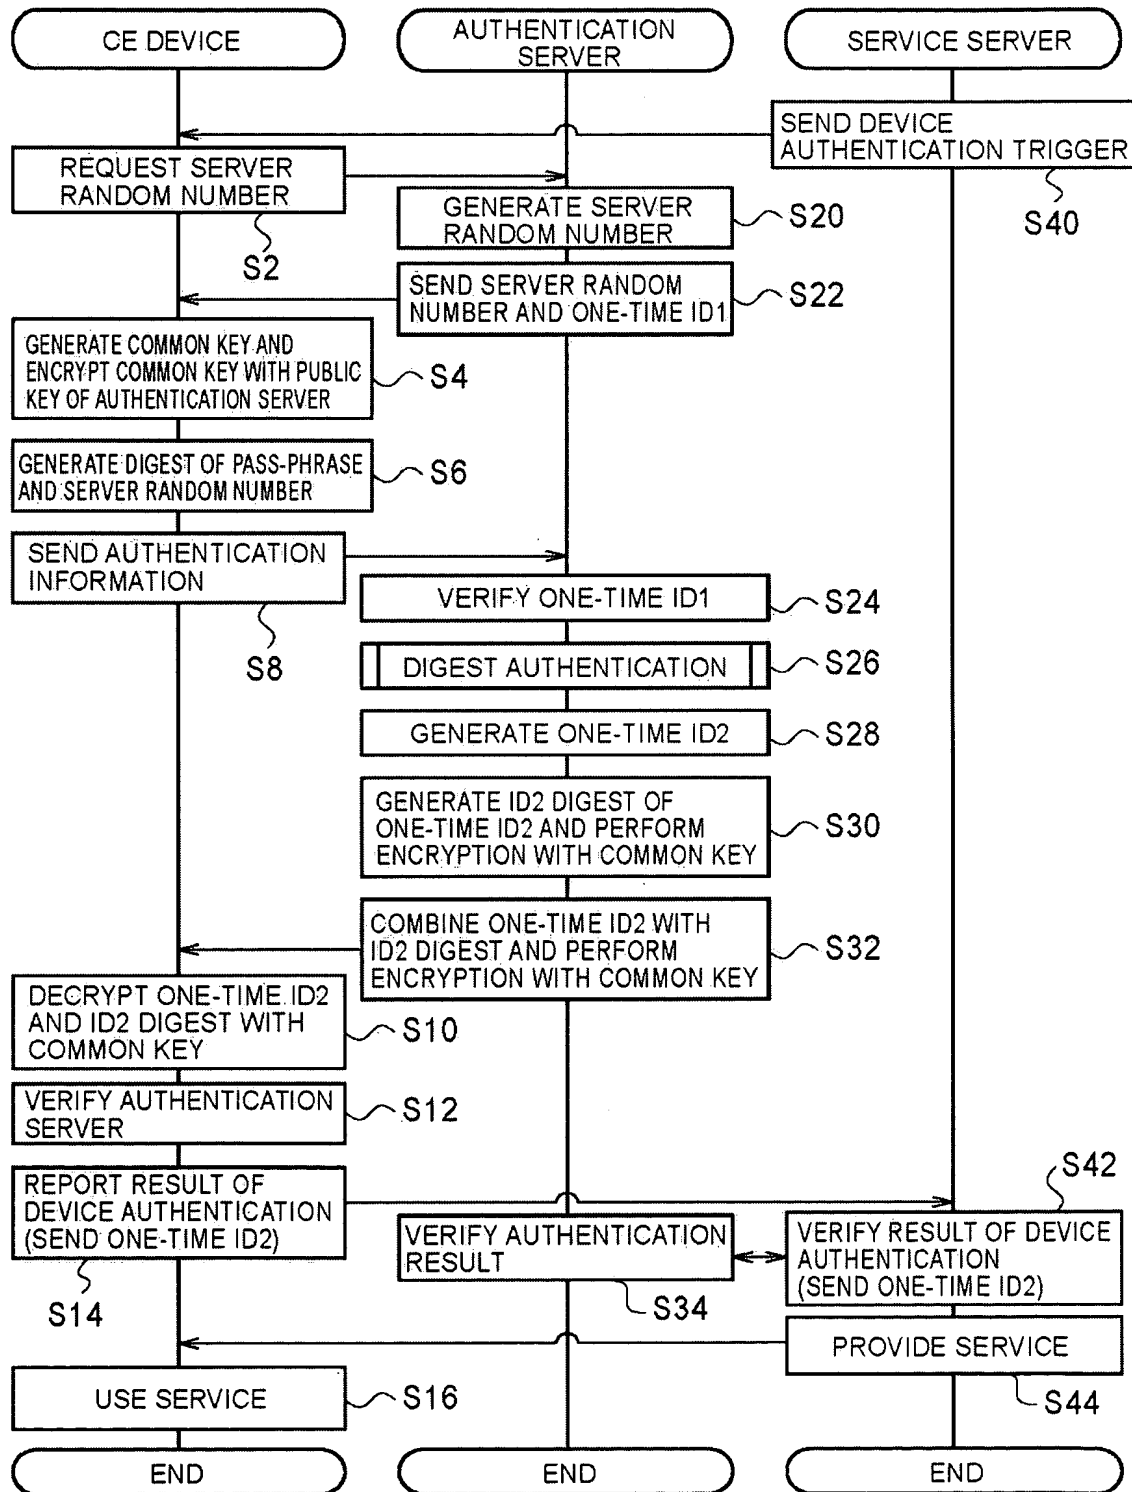 CE DEVICE
AUTHENTICATION
SERVER
SERVICE SERVER
SEND DEVICE
AUTHENTICATION TRIGGER
S40
REQUEST SERVER
RANDOM NUMBER
S2
GENERATE SERVER
RANDOM NUMBER
S20
SEND SERVER RANDOM
NUMBER AND ONE-TIME ID1
S22
GENERATE COMMON KEY AND
ENCRYPT COMMON KEY WITH PUBLIC
KEY OF AUTHENTICATION SERVER
S4
GENERATE DIGEST OF PASS-PHRASE
AND SERVER RANDOM NUMBER
S6
SEND AUTHENTICATION
INFORMATION
S8
VERIFY ONE-TIME ID1
S24
DIGEST AUTHENTICATION
S26
GENERATE ONE-TIME ID2
S28
GENERATE ID2 DIGEST OF
ONE-TIME ID2 AND PERFORM
ENCRYPTION WITH COMMON KEY
S30
COMBINE ONE-TIME ID2 WITH
ID2 DIGEST AND PERFORM
ENCRYPTION WITH COMMON KEY
S32
DECRYPT ONE-TIME ID2
AND ID2 DIGEST WITH
COMMON KEY
S10
VERIFY AUTHENTICATION
SERVER
S12
REPORT RESULT OF
DEVICE AUTHENTICATION
(SEND ONE-TIME ID2)
S14
VERIFY AUTHENTICATION
RESULT
S34
S42
VERIFY RESULT OF DEVICE
AUTHENTICATION
(SEND ONE-TIME ID2)
PROVIDE SERVICE
S44
USE SERVICE
S16
END
END
END